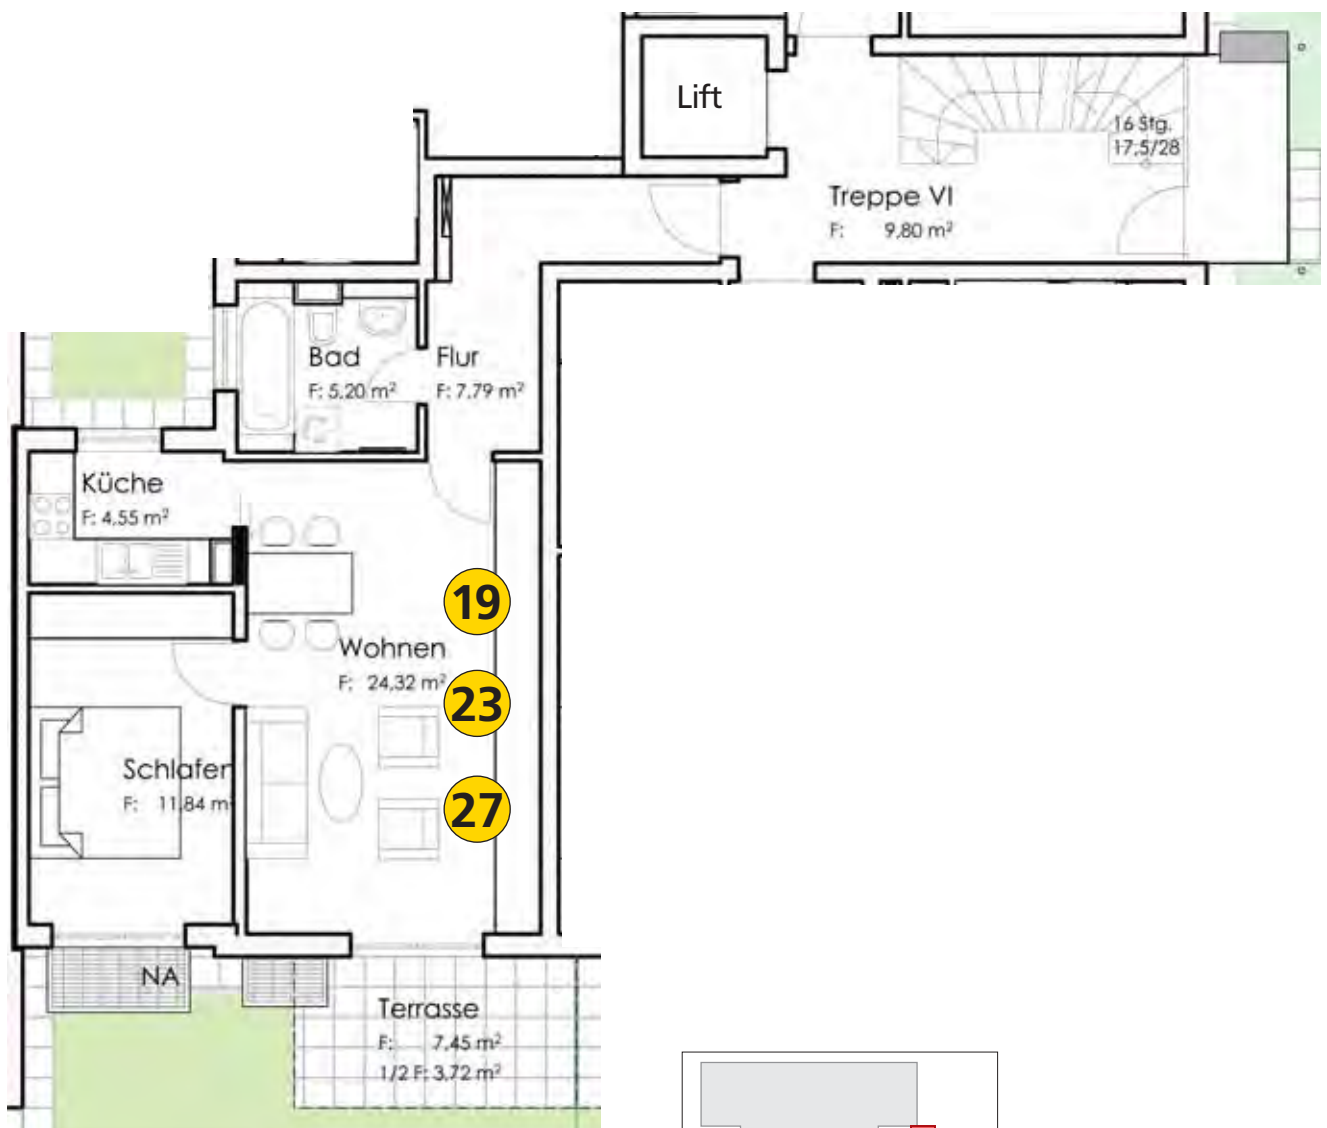 Lift
16 Stg.
17,5/28
Treppe VI
F: 9,80 m²
Bad
F: 5,20 m²
Flur
F: 7,79 m²
Küche
F: 4,55 m²
19
Wohnen
F: 24,32 m²
23
Schlafen
F: 11,84 m
27
NA
Terrasse
F: 7,45 m²
1/2 F: 3,72 m²